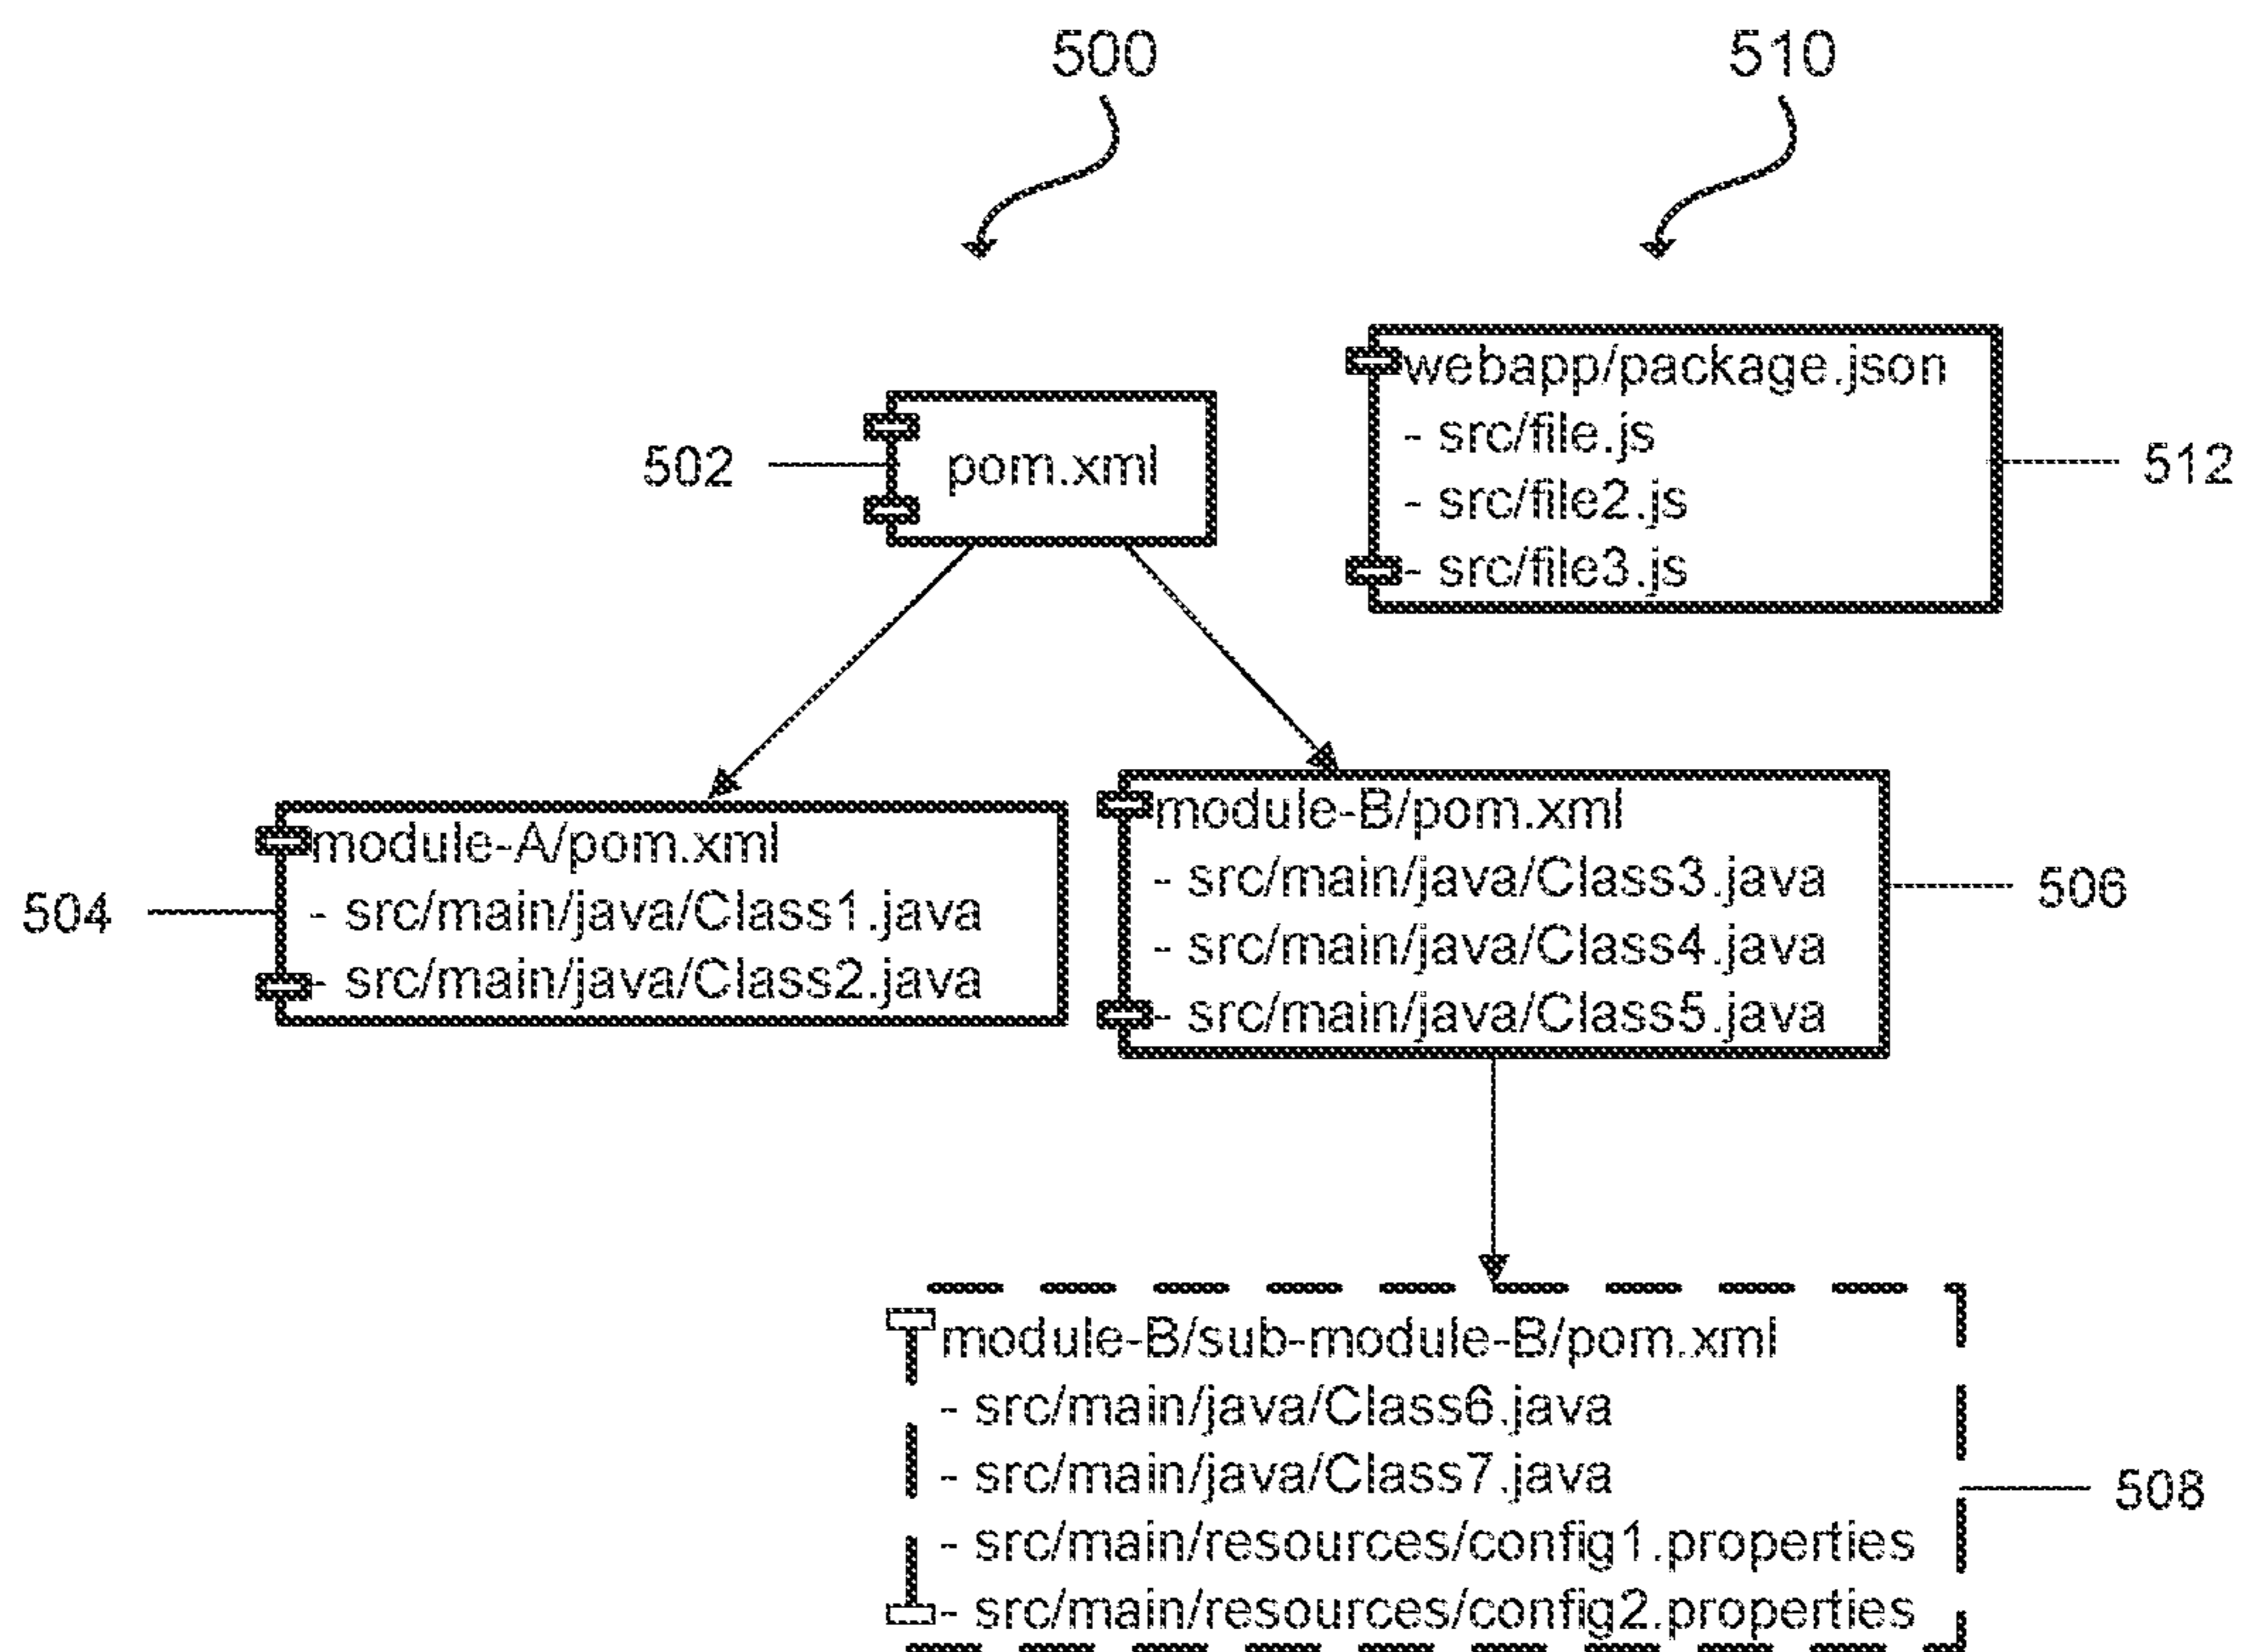 500
510
502
pom.xml
webapp/package.json
- src/file.js
- src/file2.js
- src/file3.js
512
504
module-A/pom.xml
- src/main/java/Class1.java
- src/main/java/Class2.java
module-B/pom.xml
- src/main/java/Class3.java
- src/main/java/Class4.java
- src/main/java/Class5.java
506
module-B/sub-module-B/pom.xml
- src/main/java/Class6.java
- src/main/java/Class7.java
- src/main/resources/config1.properties
- src/main/resources/config2.properties
508